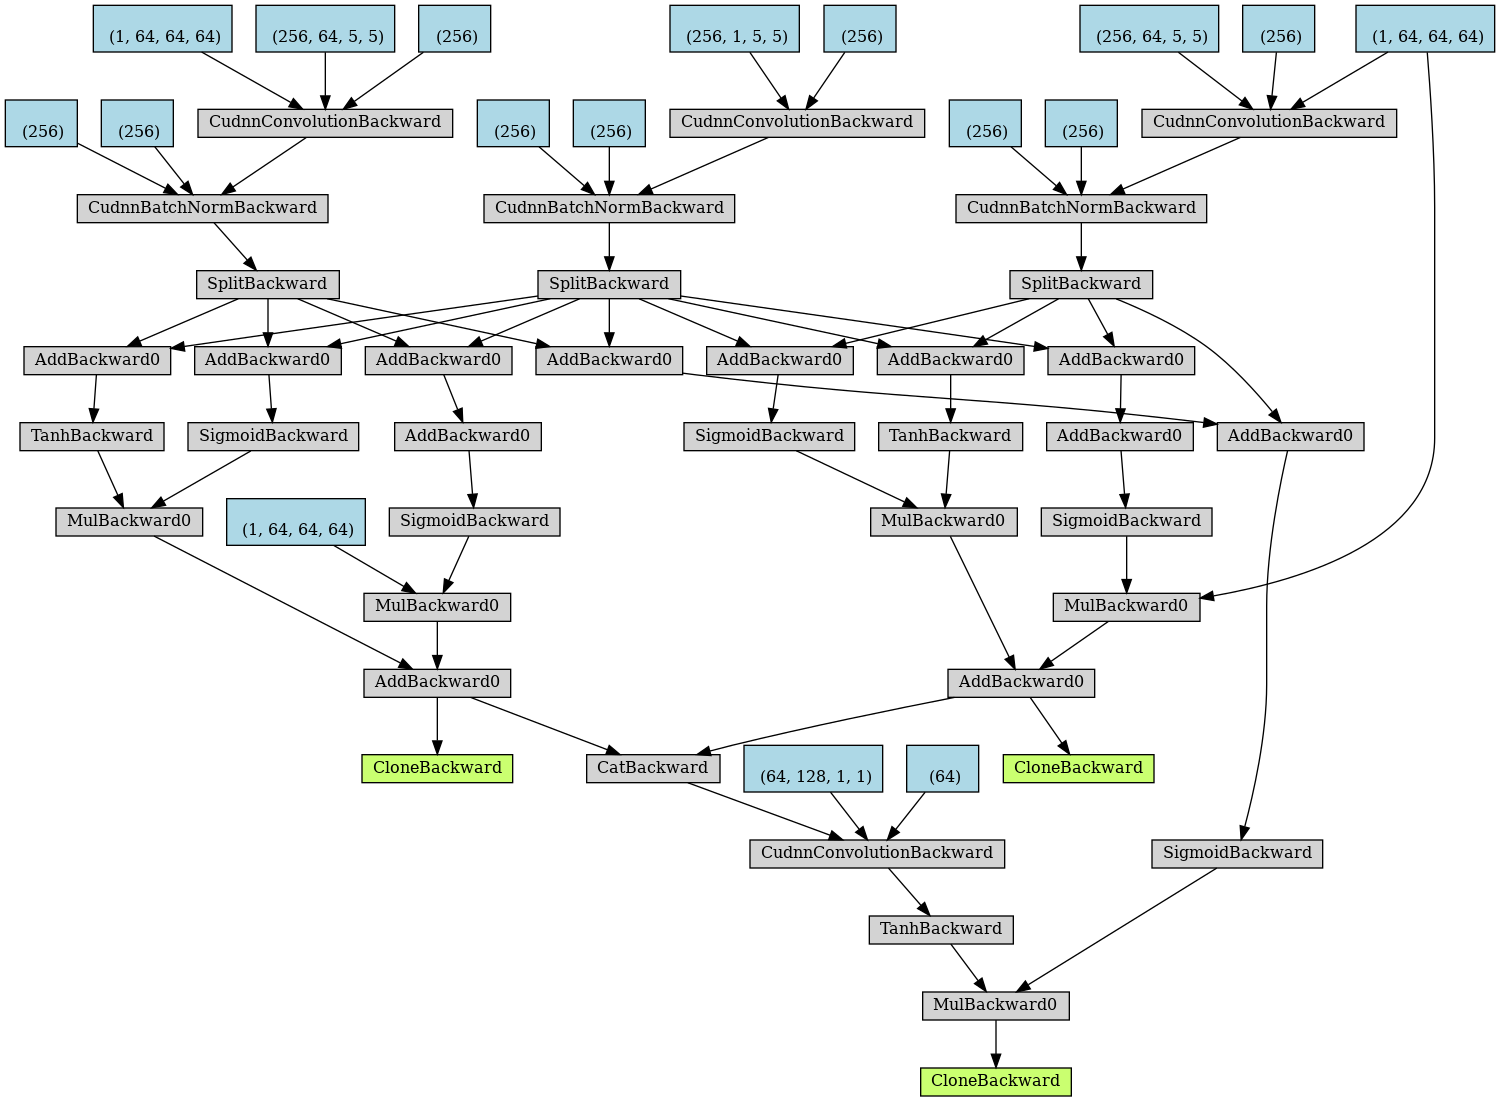 (1, 64, 64, 64)
(256, 64, 5, 5)
(256)
(256, 1, 5, 5)
(256)
(256, 64, 5, 5)
(256)
(1, 64, 64, 64)
(256)
(256)
CudnnConvolutionBackward
(256)
(256)
CudnnConvolutionBackward
(256)
(256)
CudnnConvolutionBackward
CudnnBatchNormBackward
CudnnBatchNormBackward
CudnnBatchNormBackward
SplitBackward
SplitBackward
SplitBackward
AddBackward0
AddBackward0
AddBackward0
AddBackward0
AddBackward0
AddBackward0
AddBackward0
TanhBackward
SigmoidBackward
AddBackward0
SigmoidBackward
TanhBackward
AddBackward0
AddBackward0
MulBackward0
(1, 64, 64, 64)
SigmoidBackward
MulBackward0
SigmoidBackward
MulBackward0
MulBackward0
AddBackward0
AddBackward0
CloneBackward
CatBackward
(64, 128, 1, 1)
(64)
CloneBackward
CudnnConvolutionBackward
SigmoidBackward
TanhBackward
MulBackward0
CloneBackward